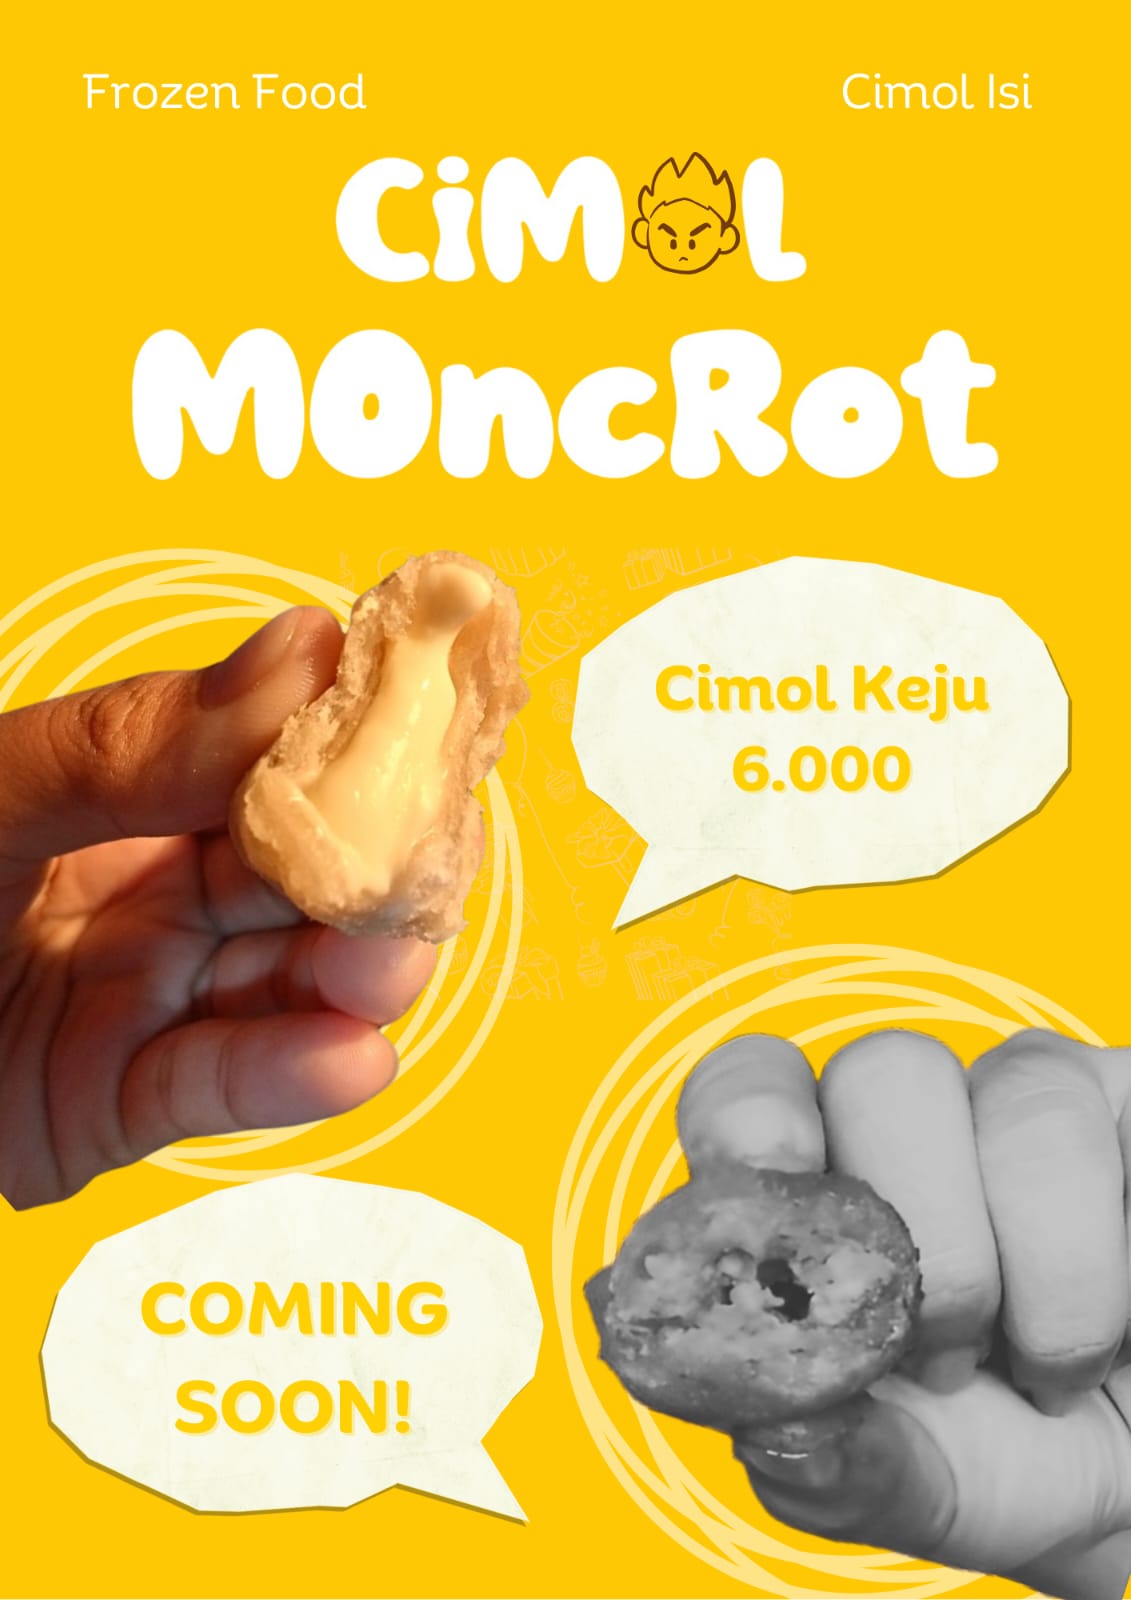 Frozen Food
Cimol Isi
CiMOL
MOncRot
Cimol Keju
6.000
COMING
SOON!